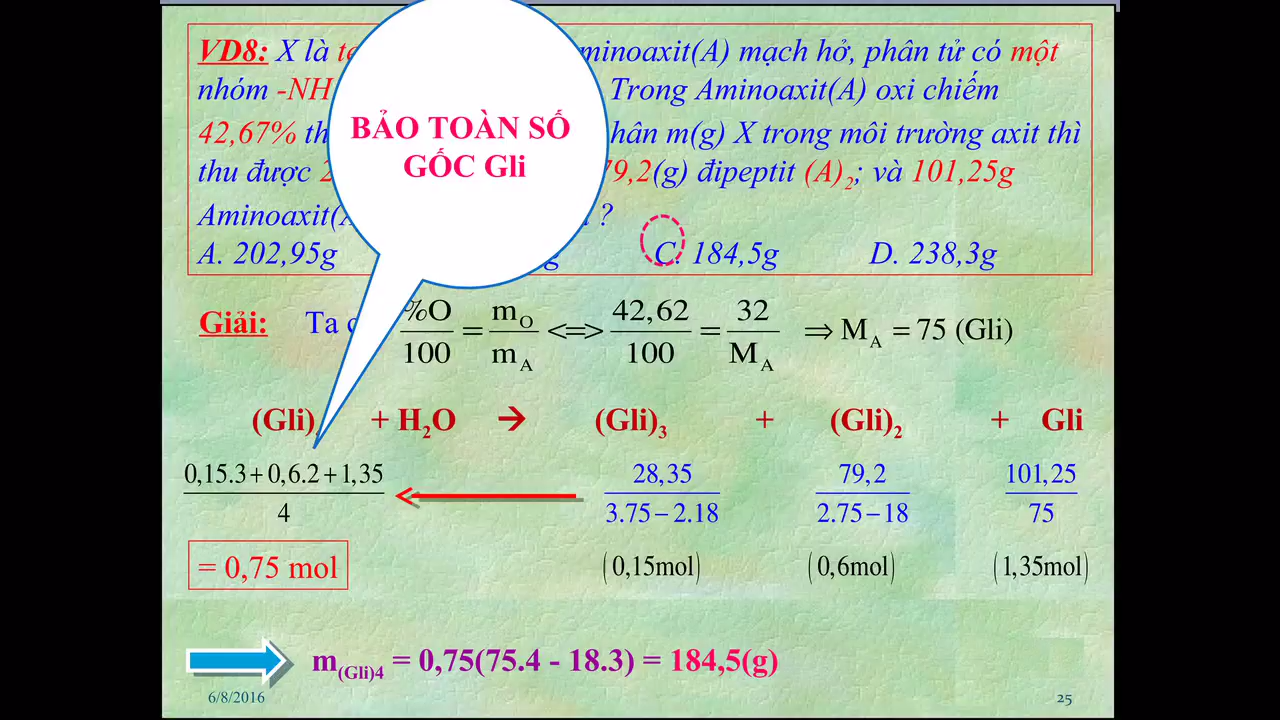 VD8: X là minoaxit(A) mạch hở, phân tử có một
nhóm -NH Trong Aminoaxit(A) oxi chiếm
42,67% th hân m(g) X trong môi trường axit thì
thu được 2 79,2(g) đipeptit (A)2; và 101,25g
Aminoaxit(A ?
A. 202,95g g C. 184,5g D. 238,3g
BẢO TOÀN SỐ
GỐC Gli
Giải: Ta c %O/100 = mO/mA <=> 42,62/100 = 32/MA ⇒ MA = 75 (Gli)
(Gli) + H2O → (Gli)3 + (Gli)2 + Gli
0,15.3+0,6.2+1,35 28,35 79,2 101,25
4 3.75−2.18 2.75−18 75
= 0,75 mol (0,15mol) (0,6mol) (1,35mol)
m(Gli)4 = 0,75(75.4 - 18.3) = 184,5(g)
6/8/2016 25